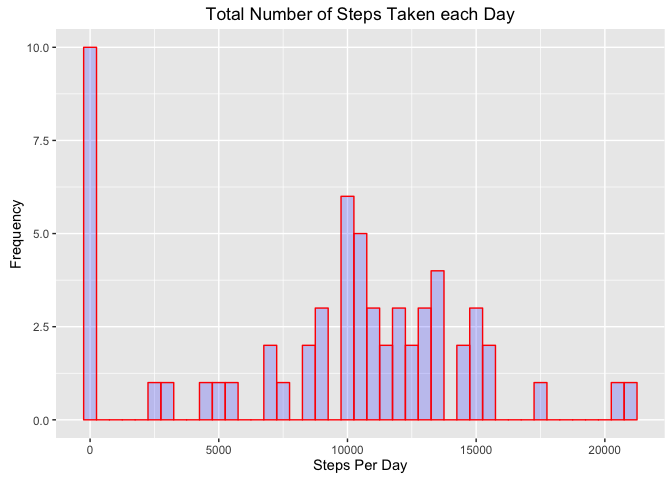 Total Number of Steps Taken each Day
10.0
7.5
5.0
2.5
0.0
Frequency
0 5000 10000 15000 20000
Steps Per Day